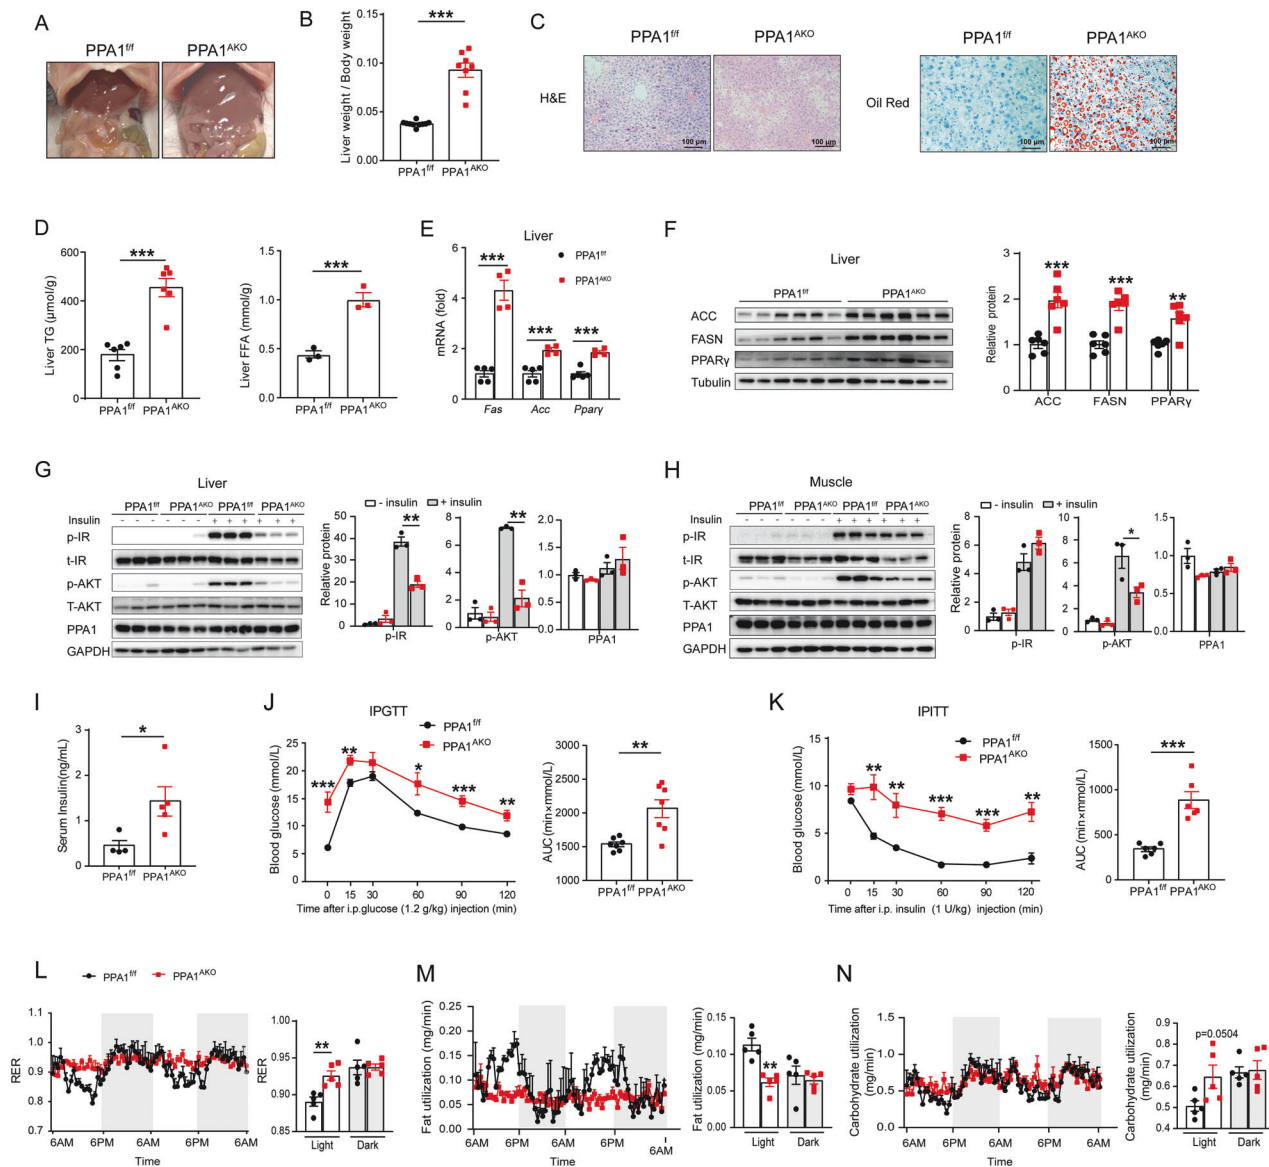 A
PPA1f/f
PPA1AKO
B
***
Liver weight / Body weight
0.15
0.10
0.05
0.00
PPA1f/f
PPA1AKO
C
PPA1f/f
PPA1AKO
PPA1f/f
PPA1AKO
H&E
Oil Red
100 µm
100 µm
100 µm
100 µm
D
***
Liver TG (µmol/g)
600
400
200
0
PPA1f/f
PPA1AKO
***
Liver FFA (mmol/g)
1.5
1.0
0.5
0.0
PPA1f/f
PPA1AKO
E
Liver
PPA1f/f
PPA1AKO
***
***
***
mRNA (fold)
6
4
2
0
Fas
Acc
Pparγ
F
Liver
PPA1f/f
PPA1AKO
ACC
FASN
PPARγ
Tubulin
***
***
**
Relative protein
3
2
1
0
ACC
FASN
PPARγ
G
Liver
PPA1f/f
PPA1AKO
PPA1f/f
PPA1AKO
Insulin
- - - - - - + + + + + +
p-IR
t-IR
p-AKT
T-AKT
PPA1
GAPDH
- insulin
+ insulin
Relative protein
50
40
30
20
10
0
**
p-IR
8
6
4
2
0
**
p-AKT
2.0
1.5
1.0
0.5
0.0
PPA1
H
Muscle
PPA1f/f
PPA1AKO
PPA1f/f
PPA1AKO
Insulin
- - - - - - + + + + + +
p-IR
t-IR
p-AKT
T-AKT
PPA1
GAPDH
- insulin
+ insulin
Relative protein
8
6
4
2
0
p-IR
10
8
6
4
2
0
*
p-AKT
1.5
1.0
0.5
0.0
PPA1
I
*
Serum Insulin(ng/mL)
3
2
1
0
PPA1f/f
PPA1AKO
J
IPGTT
PPA1f/f
PPA1AKO
***
**
*
***
**
Blood glucose (mmol/L)
25
20
15
10
5
0
0
15
30
60
90
120
Time after i.p.glucose (1.2 g/kg) injection (min)
**
AUC (min×mmol/L)
3000
2500
2000
1500
1000
PPA1f/f
PPA1AKO
K
IPITT
PPA1f/f
PPA1AKO
**
**
***
***
**
Blood glucose (mmol/L)
15
10
5
0
0
15
30
60
90
120
Time after i.p. insulin (1 U/kg) injection (min)
***
AUC (min×mmol/L)
1500
1000
500
0
PPA1f/f
PPA1AKO
L
PPA1f/f
PPA1AKO
RER
1.1
1.0
0.9
0.8
0.7
6AM
6PM
6AM
6PM
6AM
Time
**
RER
1.00
0.95
0.90
0.85
Light
Dark
M
Fat utilization (mg/min)
0.25
0.20
0.15
0.10
0.05
0.00
6AM
6PM
6AM
6PM
6AM
Time
**
Fat utilization (mg/min)
0.15
0.10
0.05
0.00
Light
Dark
N
Carbohydrate utilization
(mg/min)
2.0
1.5
1.0
0.5
0.0
6AM
6PM
6AM
6PM
6AM
Time
p=0.0504
Carbohydrate utilization
(mg/min)
0.9
0.8
0.7
0.6
0.5
0.4
Light
Dark